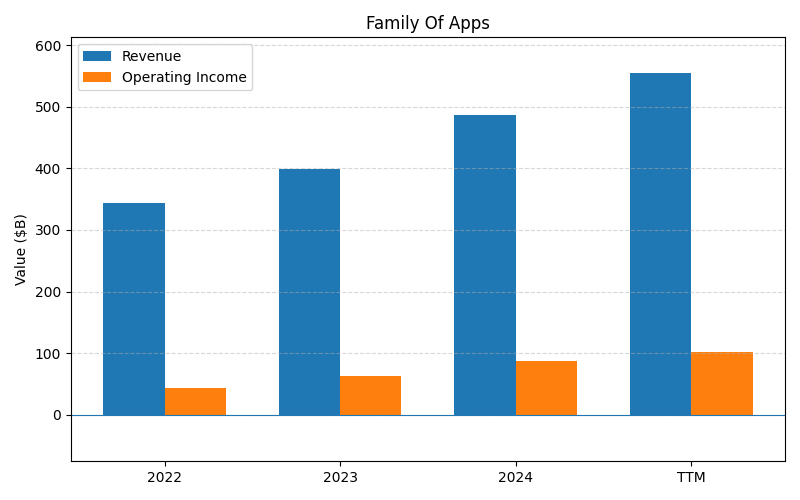 Family Of Apps
Revenue
Operating Income
Value ($B)
600
500
400
300
200
100
0
2022 2023 2024 TTM